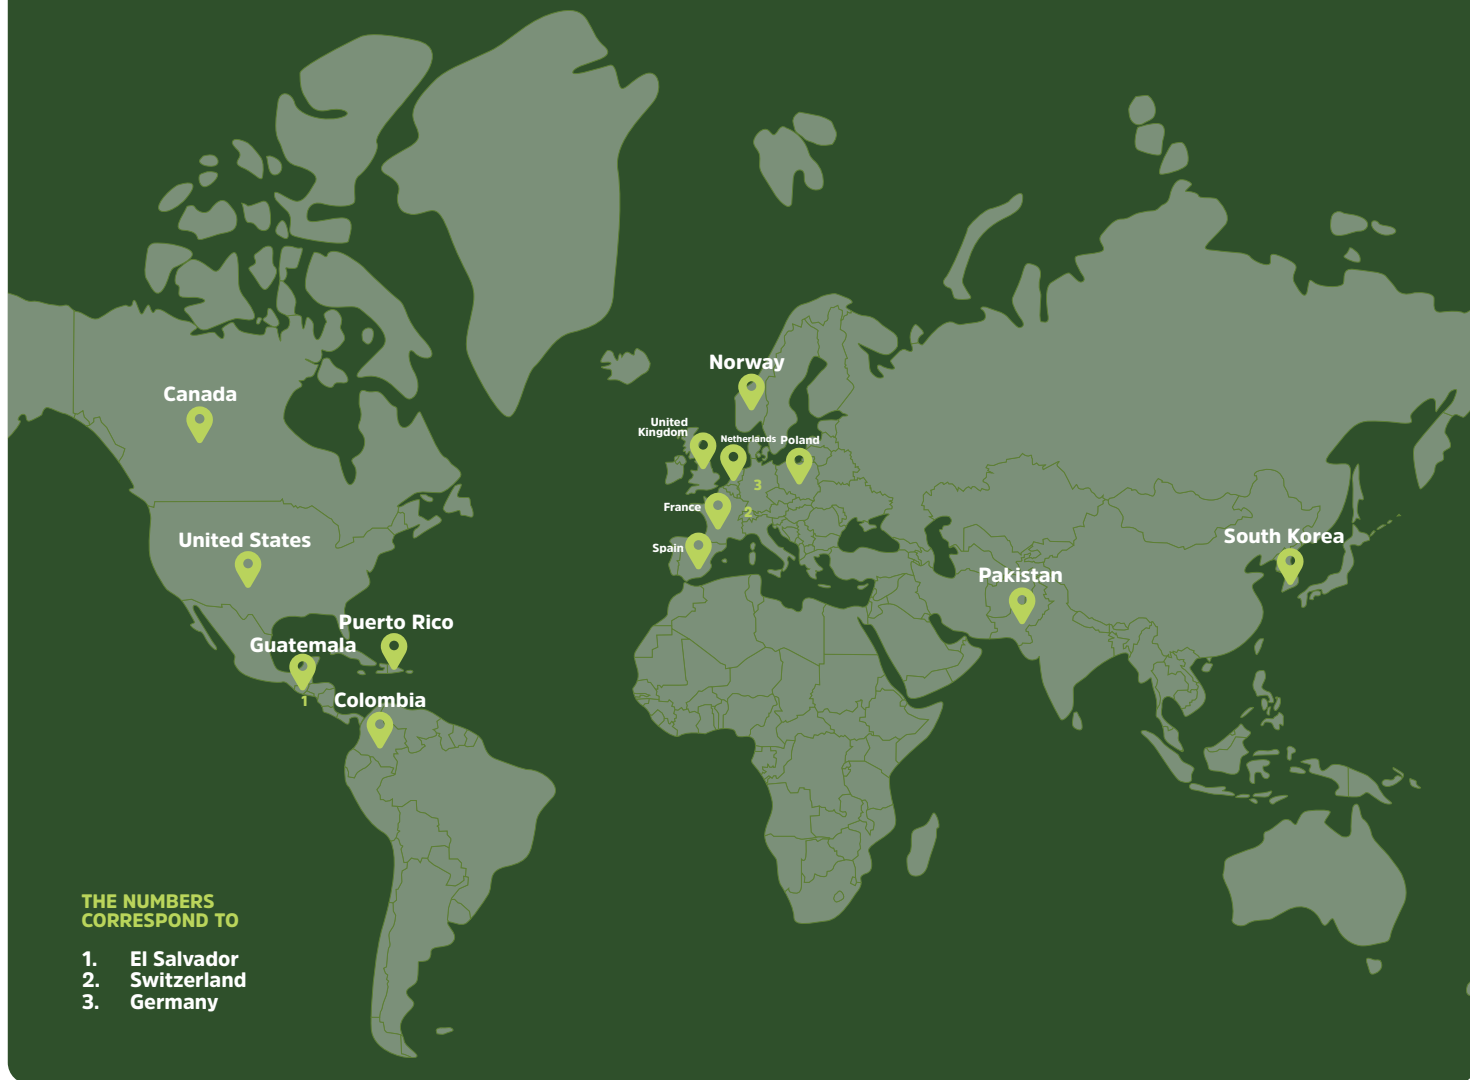 Norway
Canada
United
Kingdom
Netherlands
Poland
3
France
2
United States
South Korea
Spain
Pakistan
Puerto Rico
Guatemala
1
Colombia
THE NUMBERS
CORRESPOND TO
1. El Salvador
2. Switzerland
3. Germany